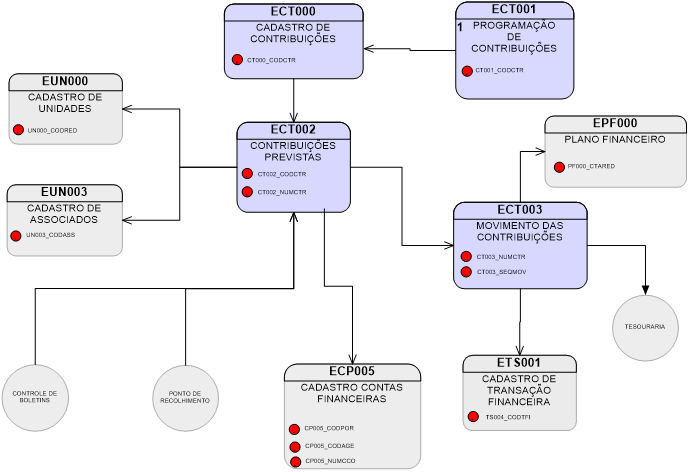 ECT000
CADASTRO DE
CONTRIBUIÇÕES
CT000_CODCTR
ECT001
1
PROGRAMAÇÃO
DE
CONTRIBUIÇÕES
CT001_CODCTR
EUN000
CADASTRO DE
UNIDADES
UN000_CODRED
ECT002
CONTRIBUIÇÕES
PREVISTAS
CT002_CODCTR
CT002_NUMCTR
EPF000
PLANO FINANCEIRO
PF000_CTARED
EUN003
CADASTRO DE
ASSOCIADOS
UN003_CODASS
ECT003
MOVIMENTO DAS
CONTRIBUIÇÕES
CT003_NUMCTR
CT003_SEQMOV
TESOURARIA
CONTROLE DE
BOLETINS
PONTO DE
RECOLHIMENTO
ECP005
CADASTRO CONTAS
FINANCEIRAS
CP005_CODPOR
CP005_CODAGE
CP005_NUMCCO
ETS001
CADASTRO DE
TRANSAÇÃO
FINANCEIRA
TS004_CODTFI